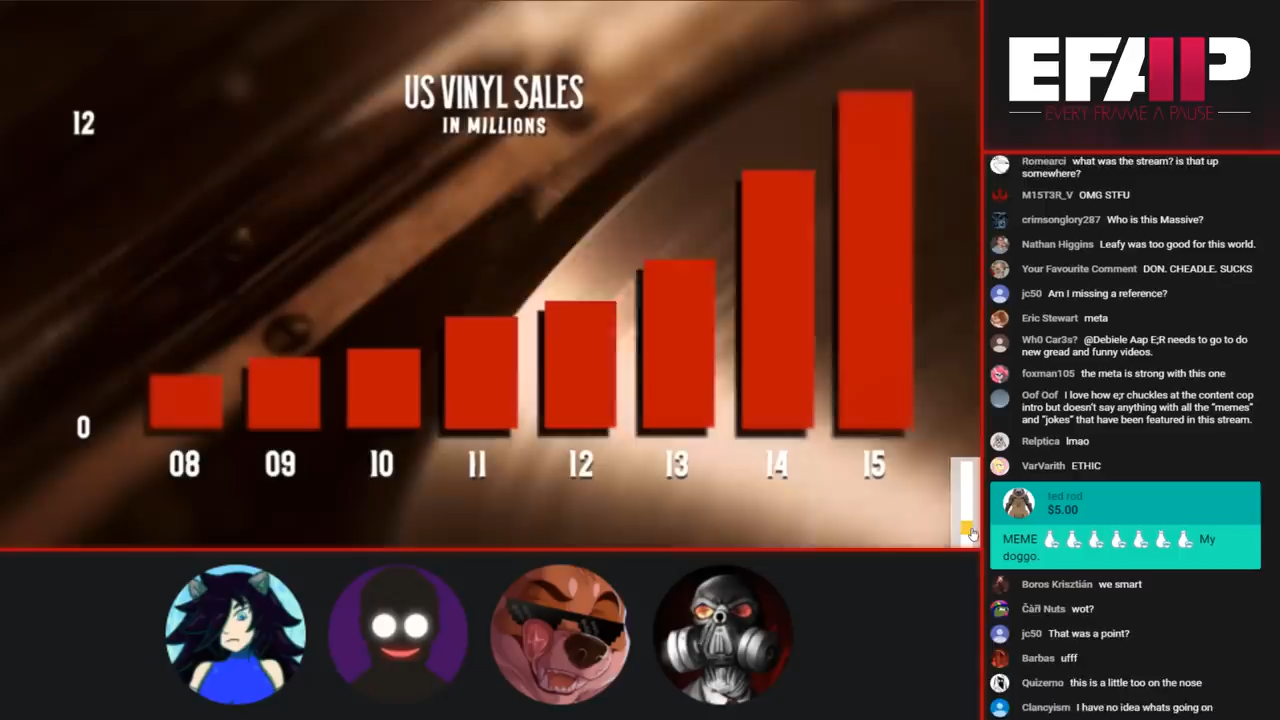 US VINYL SALES
IN MILLIONS
12
0
08 09 10 11 12 13 14 15
EFAP
EVERY FRAME A PAUSE
Romearci what was the stream? is that up
somewhere?
M15T3R_V OMG STFU
crimsonglory287 Who is this Massive?
Nathan Higgins Leafy was too good for this world.
Your Favourite Comment DON. CHEADLE. SUCKS
jc50 Am I missing a reference?
Eric Stewart meta
Wh0 Car3s? @Debiele Aap E;R needs to go to do
new gread and funny videos.
foxman105 the meta is strong with this one
Oof Oof I love how e;r chuckles at the content cop
intro but doesn't say anything with all the "memes"
and "jokes" that have been featured in this stream.
Relptica lmao
VarVarith ETHIC
ted rod
$5.00
MEME My
doggo.
Boros Krisztián we smart
Čàřl Nuts wot?
jc50 That was a point?
Barbas ufff
Quizerno this is a little too on the nose
Clancyism I have no idea whats going on